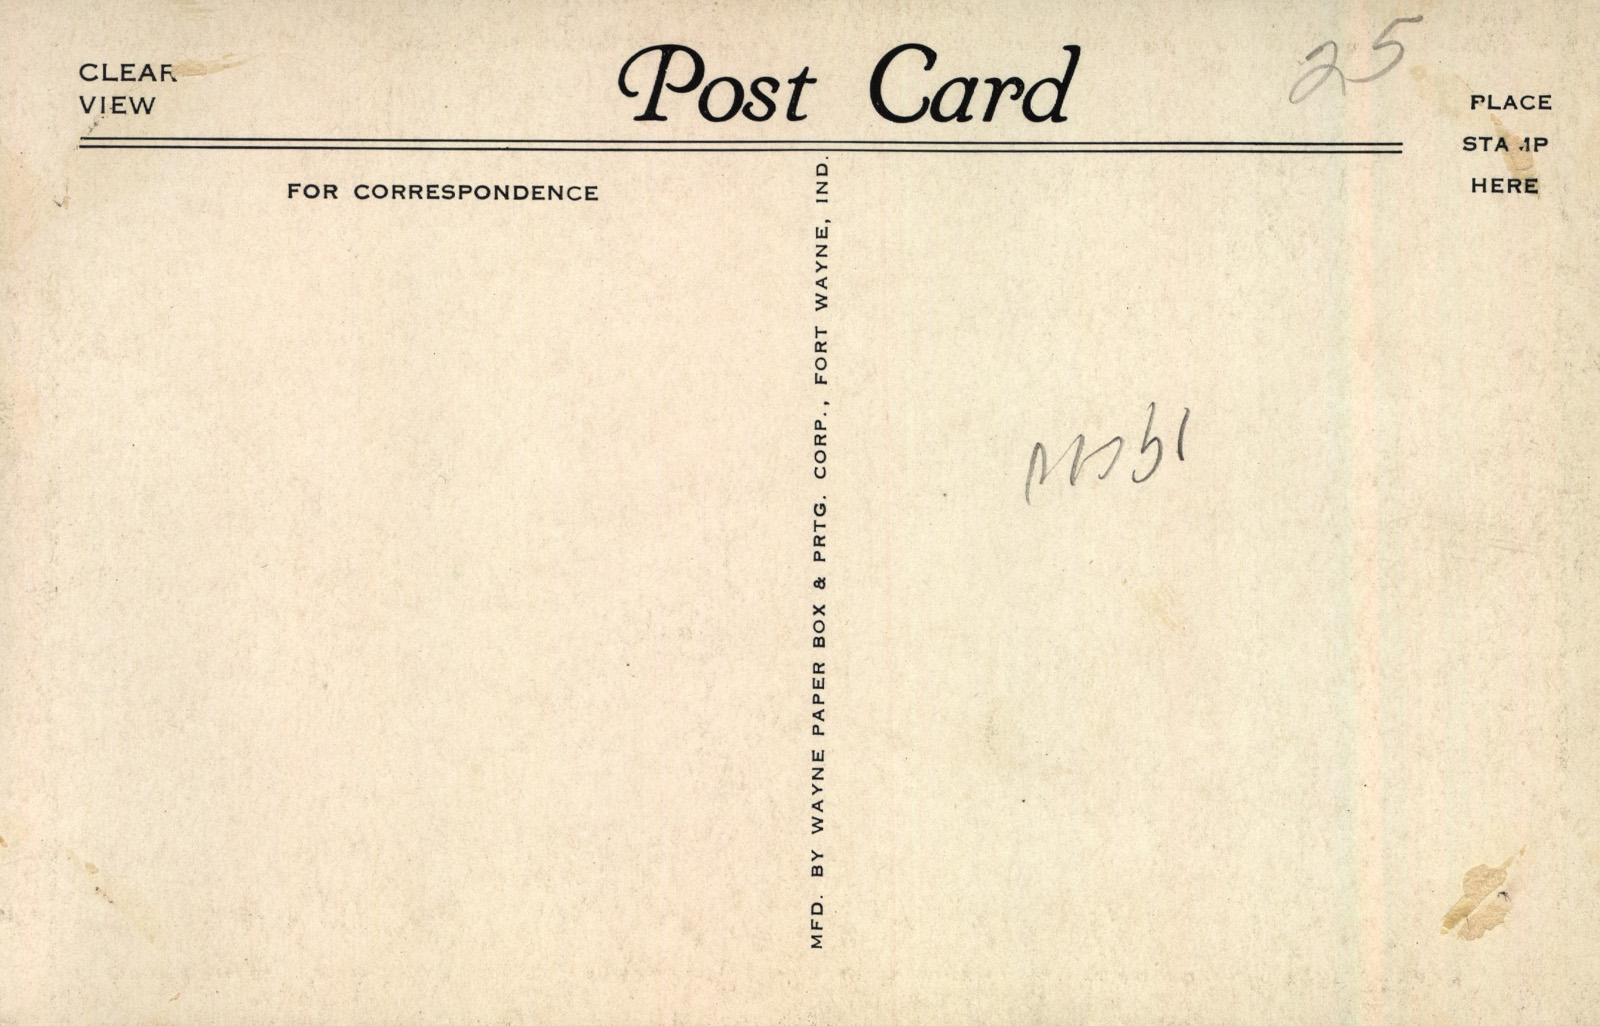 CLEAR
VIEW
Post Card
25
PLACE
STAMP
HERE
FOR CORRESPONDENCE
MFD. BY WAYNE PAPER BOX & PRTG. CORP., FORT WAYNE, IND.